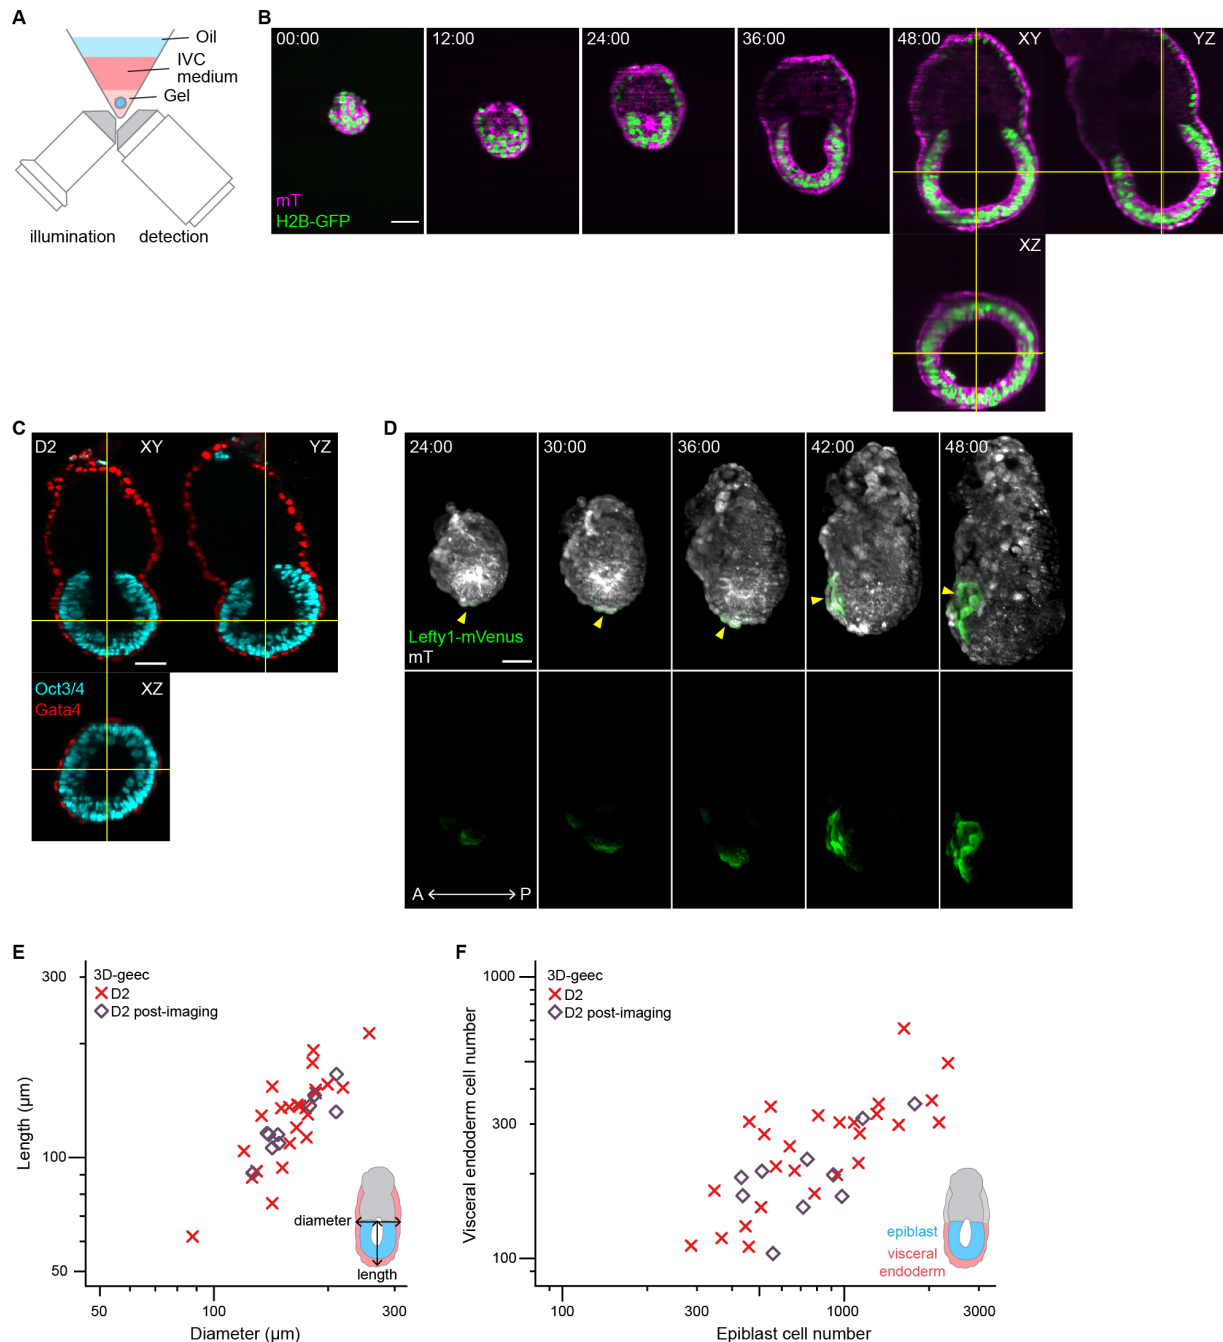 A
Oil
IVC
medium
Gel
illumination
detection
B
00:00
12:00
24:00
36:00
48:00
XY
YZ
mT
H2B-GFP
XZ
C
D2
XY
YZ
Oct3/4
Gata4
XZ
D
24:00
30:00
36:00
42:00
48:00
Lefty1-mVenus
mT
A
P
E
300
100
50
Length (µm)
3D-geec
D2
D2 post-imaging
diameter
length
50
100
300
Diameter (µm)
F
1000
300
100
Visceral endoderm cell number
3D-geec
D2
D2 post-imaging
epiblast
visceral
endoderm
100
300
1000
3000
Epiblast cell number